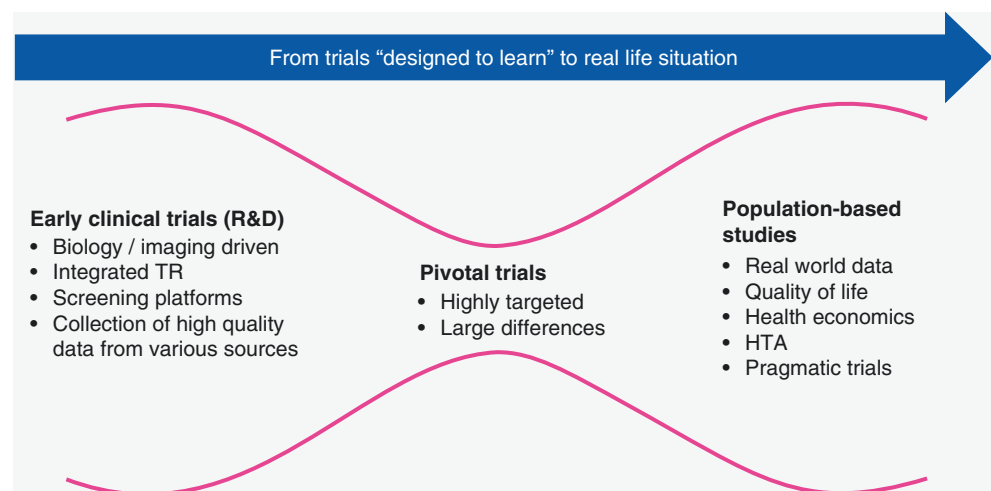 From trials “designed to learn” to real life situation
Early clinical trials (R&D)
• Biology / imaging driven
• Integrated TR
• Screening platforms
• Collection of high quality
data from various sources
Pivotal trials
• Highly targeted
• Large differences
Population-based
studies
• Real world data
• Quality of life
• Health economics
• HTA
• Pragmatic trials